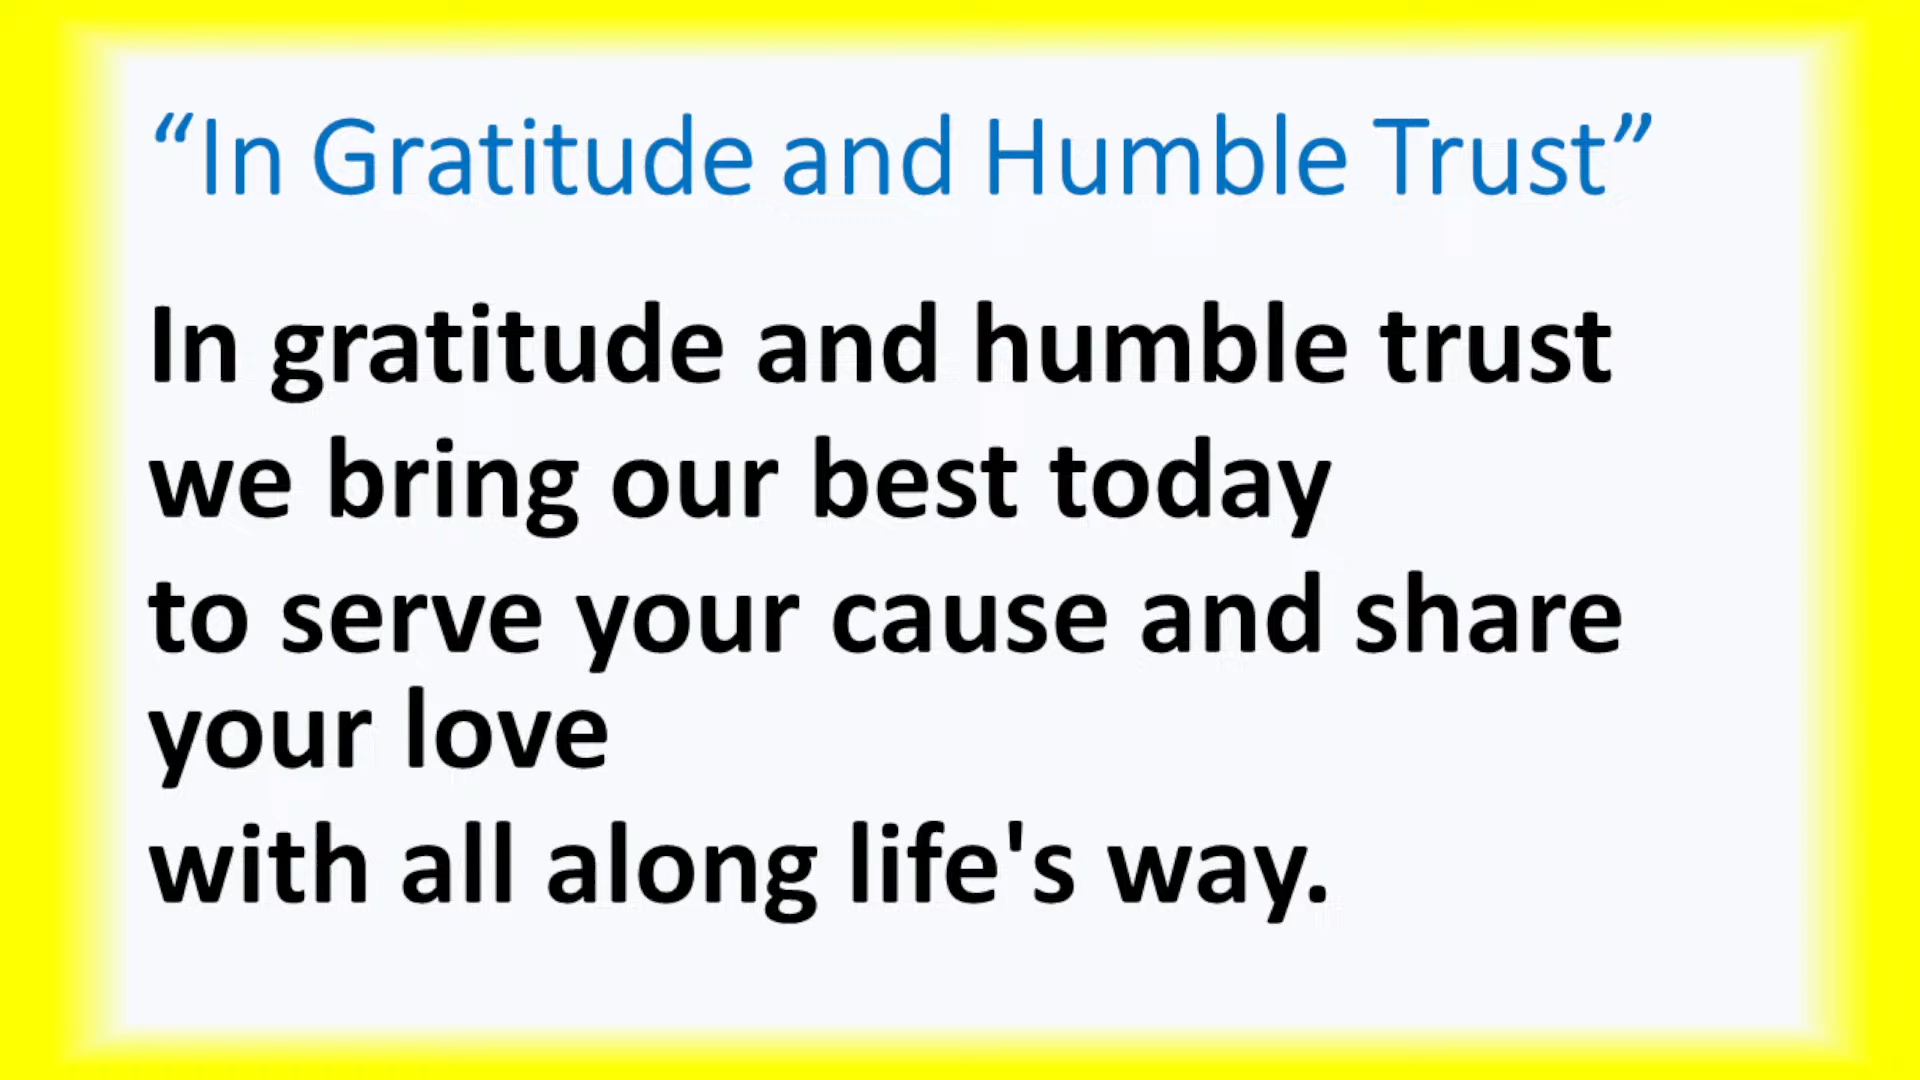 “In Gratitude and Humble Trust”
In gratitude and humble trust
we bring our best today
to serve your cause and share
your love
with all along life's way.